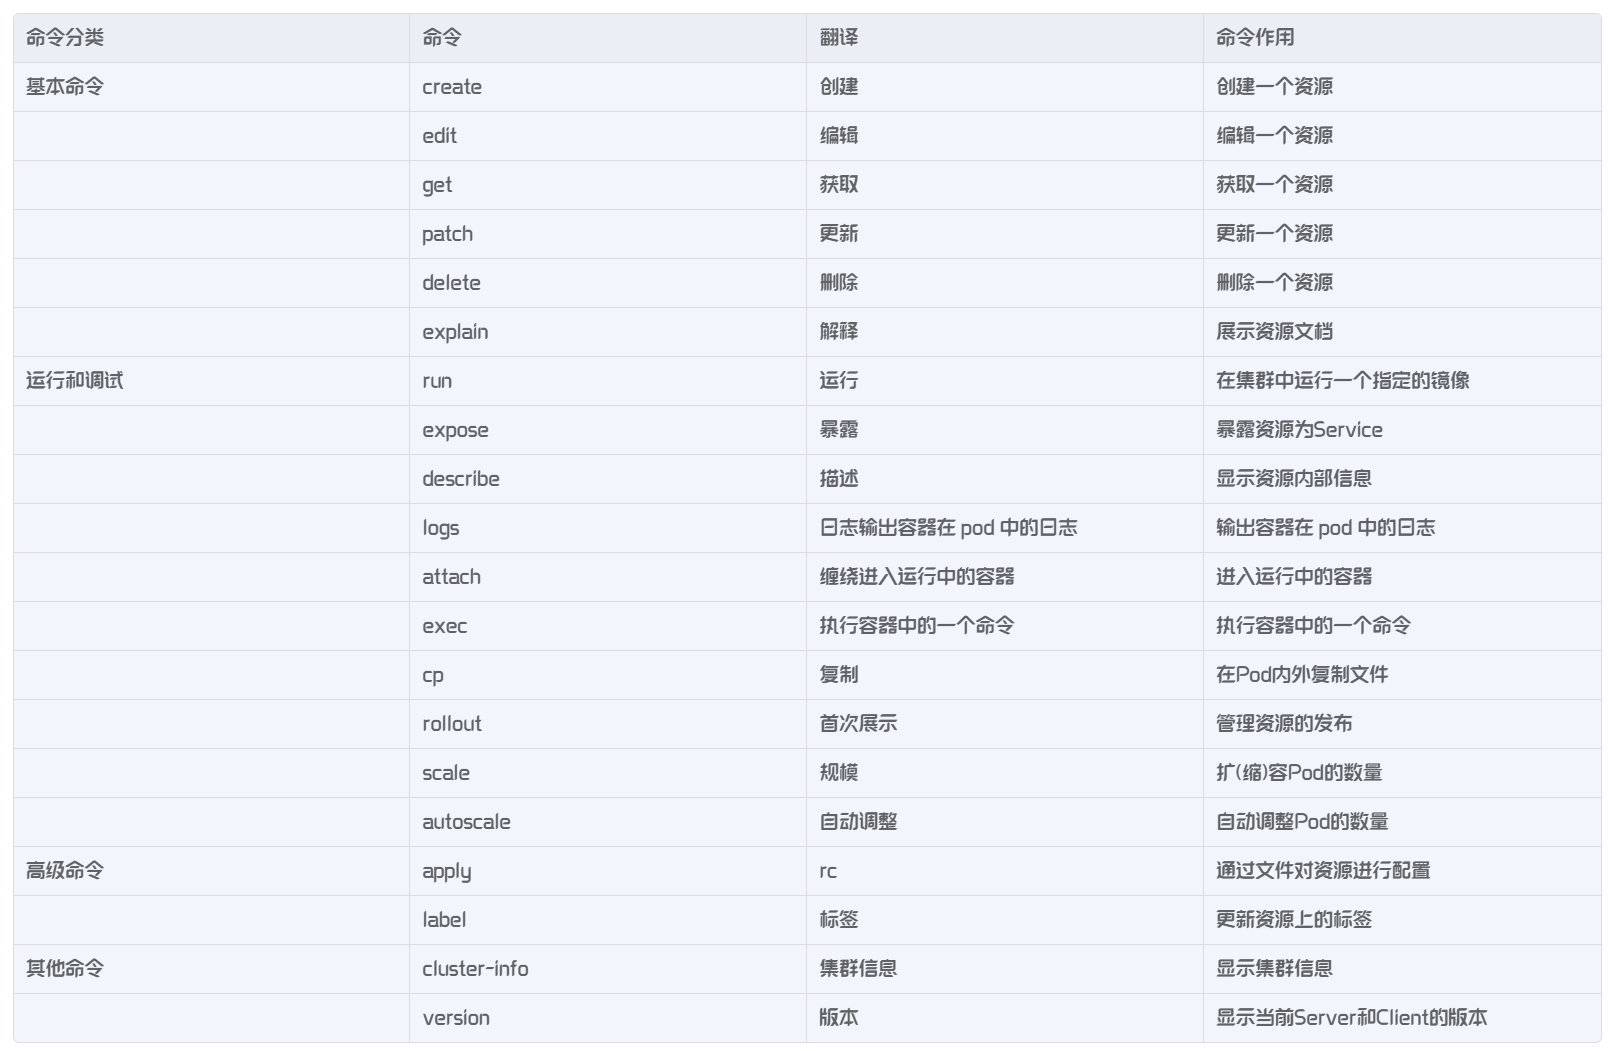 命令分类 命令 翻译 命令作用
基本命令 create 创建 创建一个资源
edit 编辑 编辑一个资源
get 获取 获取一个资源
patch 更新 更新一个资源
delete 删除 删除一个资源
explain 解释 展示资源文档
运行和调试 run 运行 在集群中运行一个指定的镜像
expose 暴露 暴露资源为Service
describe 描述 显示资源内部信息
logs 日志输出容器在 pod 中的日志 输出容器在 pod 中的日志
attach 缠绕进入运行中的容器 进入运行中的容器
exec 执行容器中的一个命令 执行容器中的一个命令
cp 复制 在Pod内外复制文件
rollout 首次展示 管理资源的发布
scale 规模 扩(缩)容Pod的数量
autoscale 自动调整 自动调整Pod的数量
高级命令 apply rc 通过文件对资源进行配置
label 标签 更新资源上的标签
其他命令 cluster-info 集群信息 显示集群信息
version 版本 显示当前Server和Client的版本